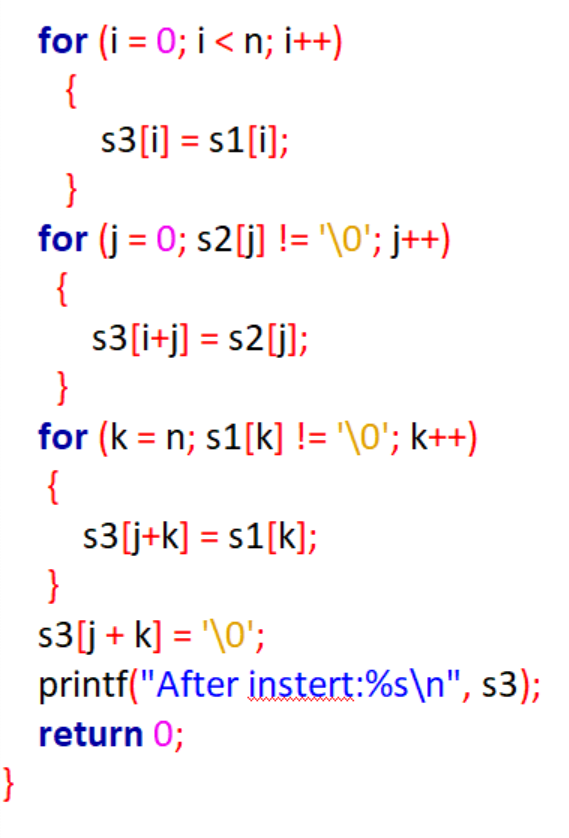 for (i = 0; i < n; i++)
{
s3[i] = s1[i];
}
for (j = 0; s2[j] != '\0'; j++)
{
s3[i+j] = s2[j];
}
for (k = n; s1[k] != '\0'; k++)
{
s3[j+k] = s1[k];
}
s3[j + k] = '\0';
printf("After instert:%s\n", s3);
return 0;
}